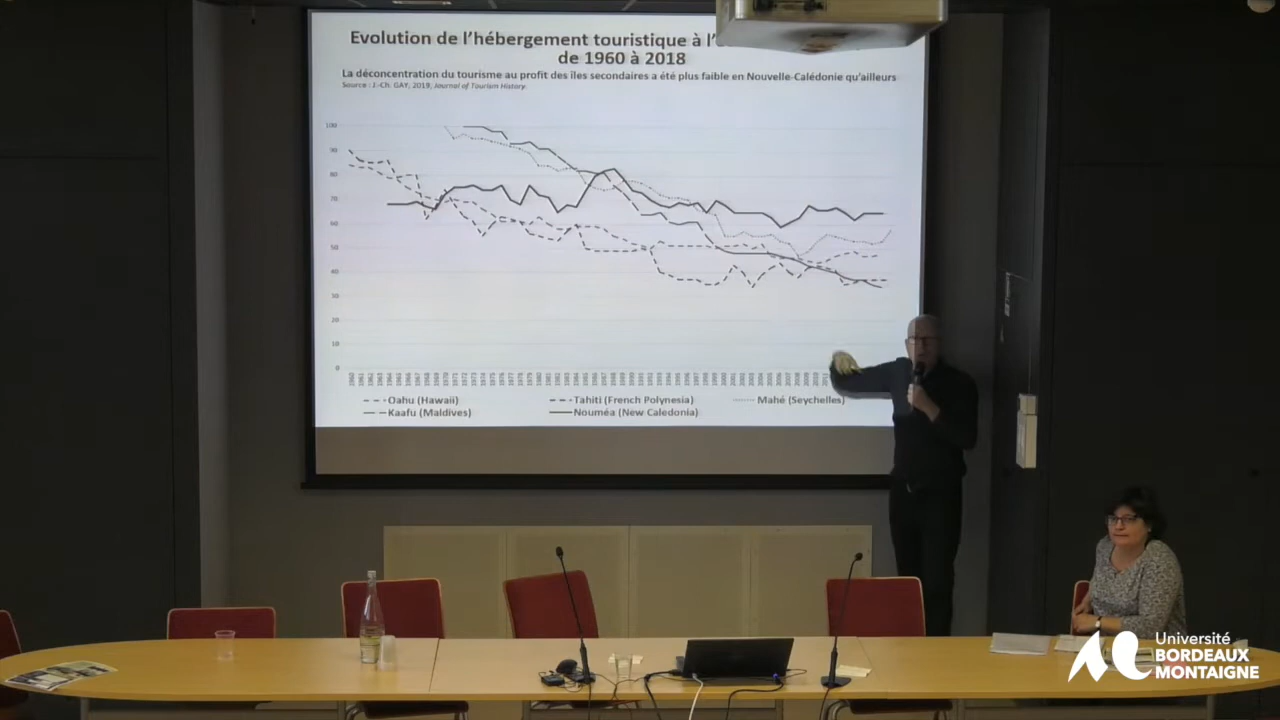 Evolution de l'hébergement touristique à l'
de 1960 à 2018
La déconcentration du tourisme au profit des îles secondaires a été plus faible en Nouvelle-Calédonie qu'ailleurs
Source : J.-Ch. GAY, 2019, Journal of Tourism History.
100
90
80
70
60
50
40
30
20
10
0
Oahu (Hawaii)
Tahiti (French Polynesia)
Mahé (Seychelles)
Kaafu (Maldives)
Nouméa (New Caledonia)
Université
BORDEAUX
MONTAIGNE